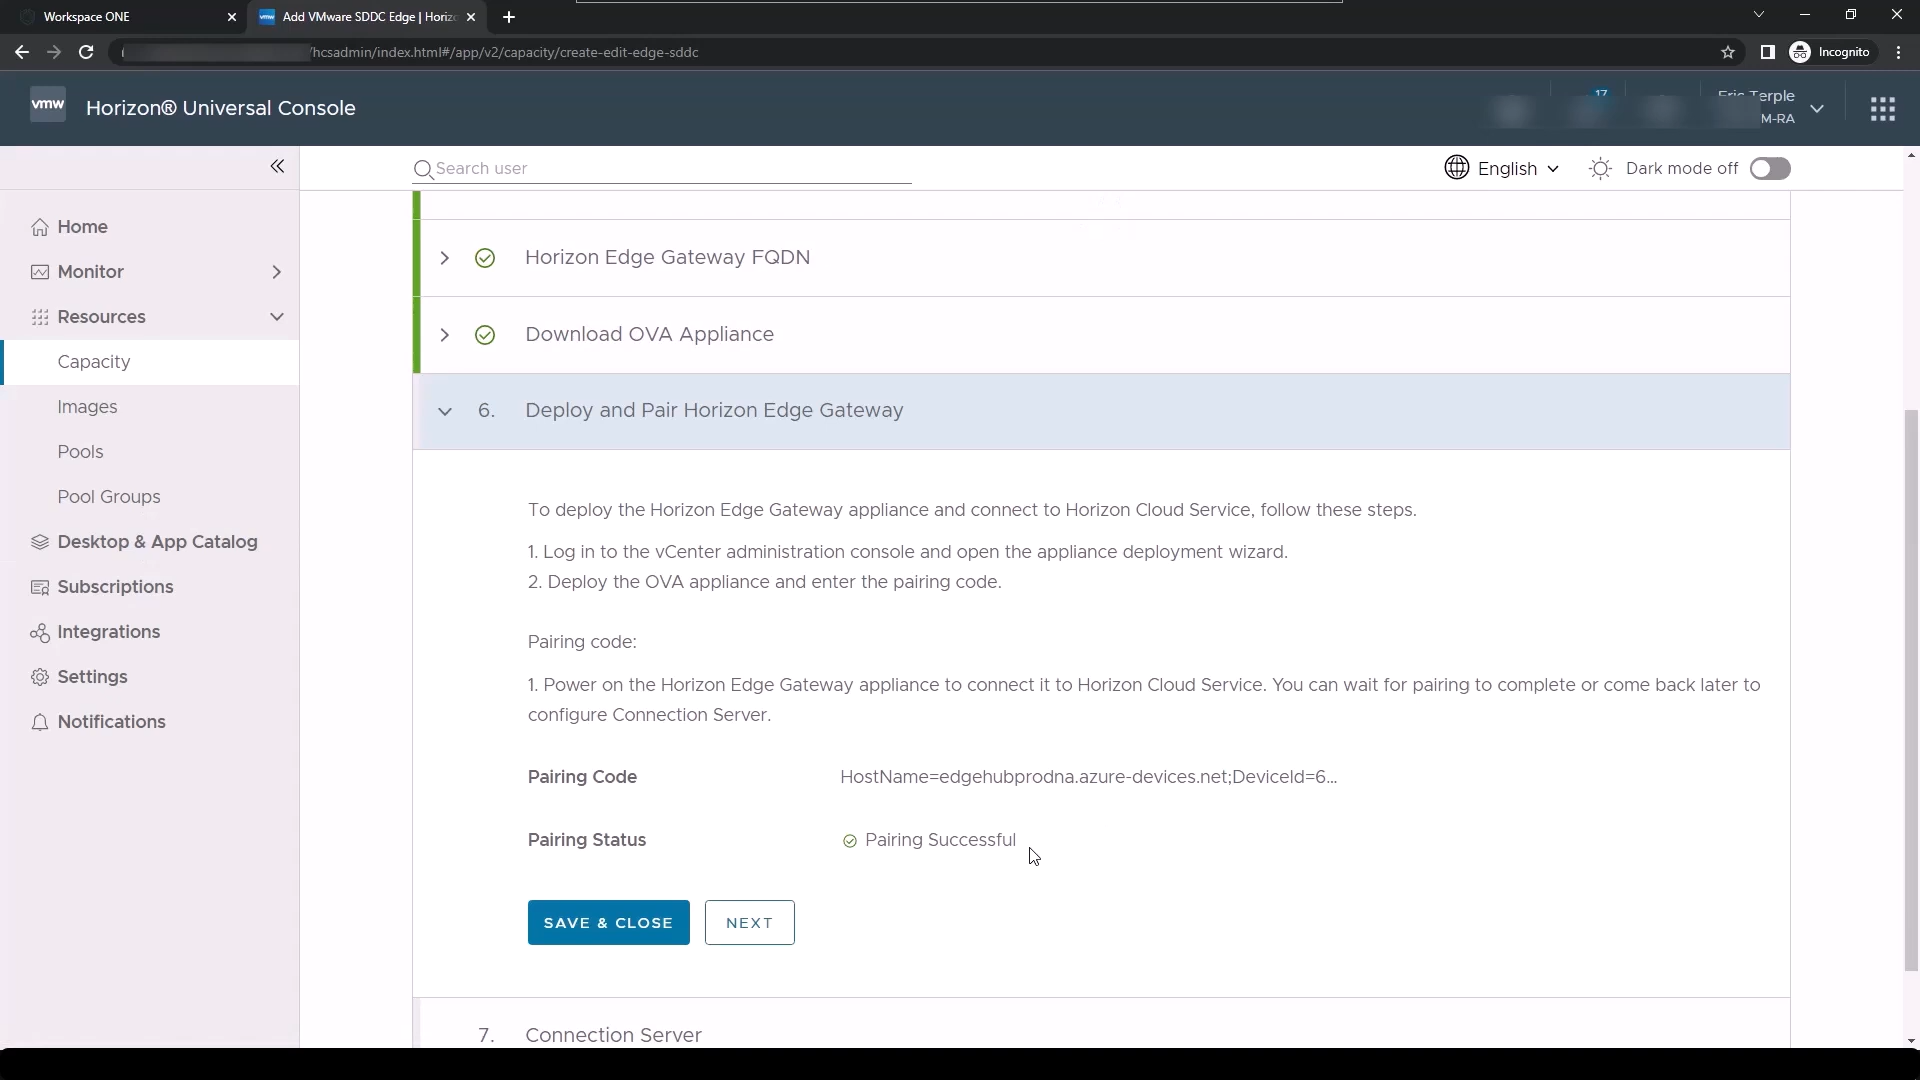 Workspace ONE
Add VMware SDDC Edge | Horiz
/hcsadmin/index.html#/app/v2/capacity/create-edit-edge-sddc
Incognito
vmw
Horizon® Universal Console
17
Eric Terple
M-RA
Search user
English
Dark mode off
Home
Monitor
Resources
Capacity
Images
Pools
Pool Groups
Desktop & App Catalog
Subscriptions
Integrations
Settings
Notifications
Horizon Edge Gateway FQDN
Download OVA Appliance
6. Deploy and Pair Horizon Edge Gateway
To deploy the Horizon Edge Gateway appliance and connect to Horizon Cloud Service, follow these steps.
1. Log in to the vCenter administration console and open the appliance deployment wizard.
2. Deploy the OVA appliance and enter the pairing code.
Pairing code:
1. Power on the Horizon Edge Gateway appliance to connect it to Horizon Cloud Service. You can wait for pairing to complete or come back later to
configure Connection Server.
Pairing Code HostName=edgehubprodna.azure-devices.net;DeviceId=6...
Pairing Status Pairing Successful
SAVE & CLOSE NEXT
7. Connection Server